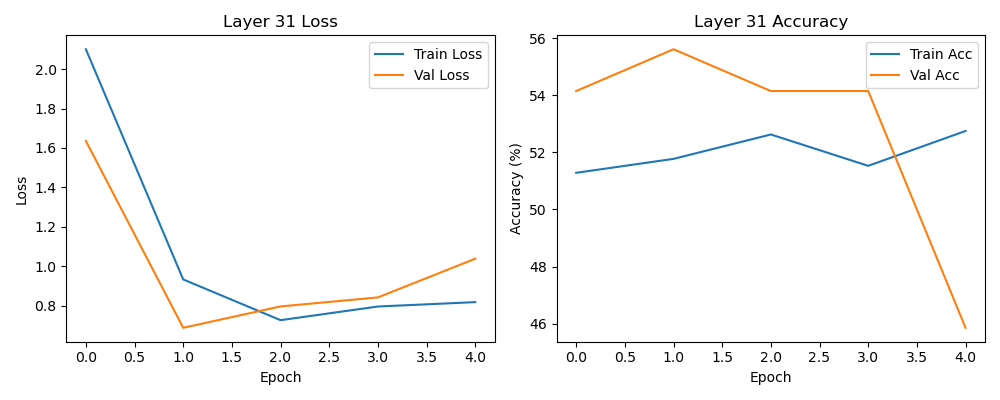 Layer 31 Loss
Train Loss
Val Loss
2.0
1.8
1.6
1.4
1.2
1.0
0.8
Loss
0.0 0.5 1.0 1.5 2.0 2.5 3.0 3.5 4.0
Epoch
Layer 31 Accuracy
Train Acc
Val Acc
56
54
52
50
48
46
Accuracy (%)
0.0 0.5 1.0 1.5 2.0 2.5 3.0 3.5 4.0
Epoch